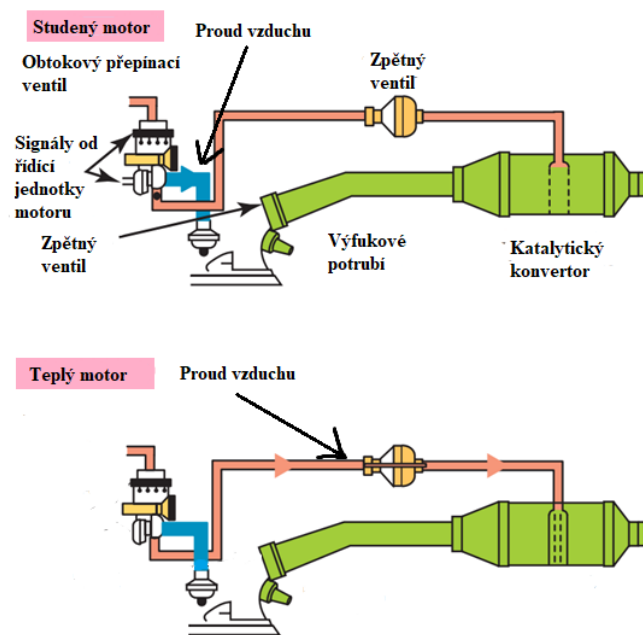 Studený motor
Proud vzduchu
Obtokový přepínací
ventil
Zpětný
ventil
Signály od
řídící
jednotky
motoru
Zpětný
ventil
Výfukové
potrubí
Katalytický
konvertor
Teplý motor
Proud vzduchu